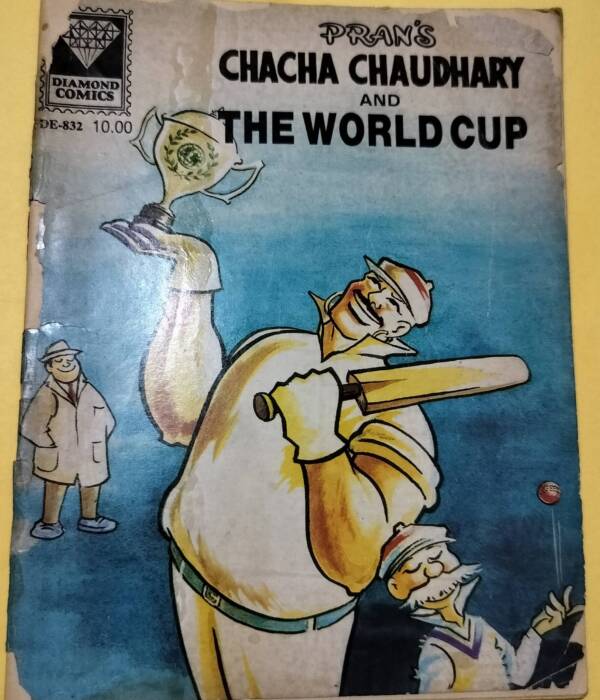 PRAN'S
CHACHA CHAUDHARY
AND
THE WORLD CUP
DIAMOND
COMICS
DE-832 10.00